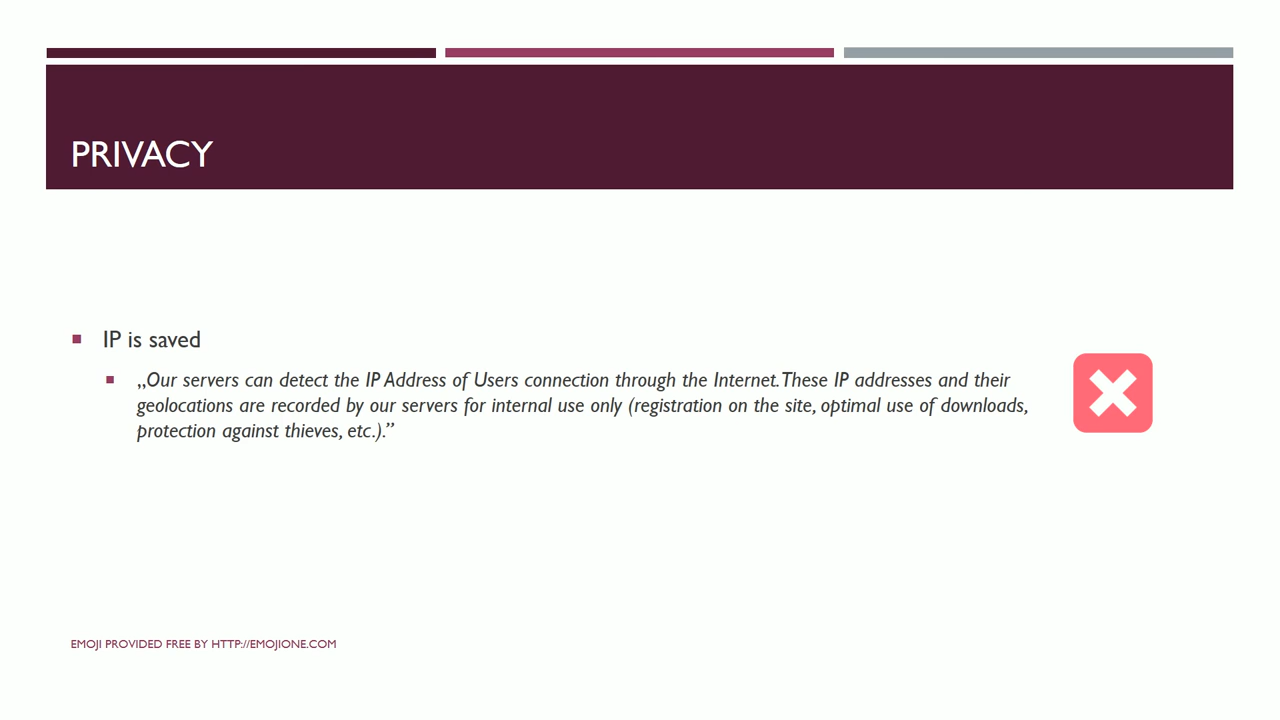 PRIVACY
IP is saved
„Our servers can detect the IP Address of Users connection through the Internet. These IP addresses and their
geolocations are recorded by our servers for internal use only (registration on the site, optimal use of downloads,
protection against thieves, etc.).”
EMOJI PROVIDED FREE BY HTTP://EMOJIONE.COM